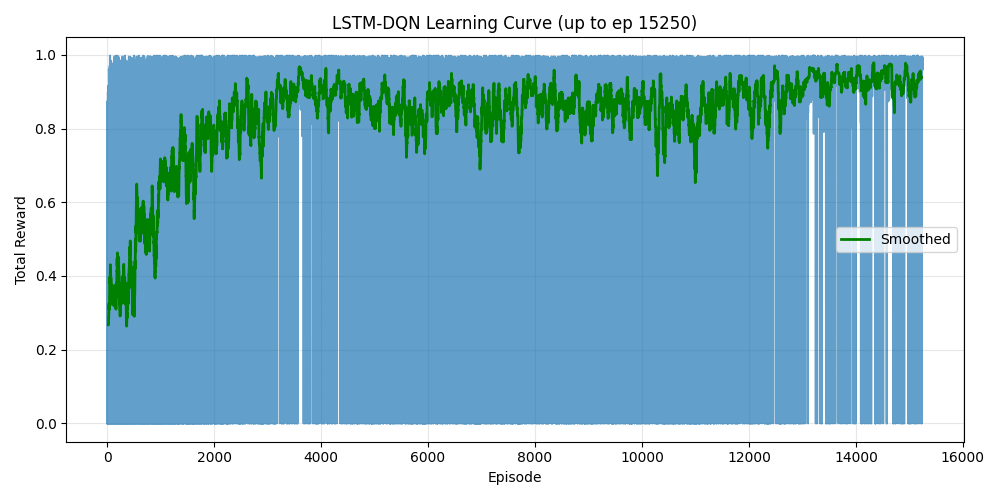 LSTM-DQN Learning Curve (up to ep 15250)
1.0
0.8
0.6
0.4
0.2
0.0
Total Reward
Smoothed
0 2000 4000 6000 8000 10000 12000 14000 16000
Episode